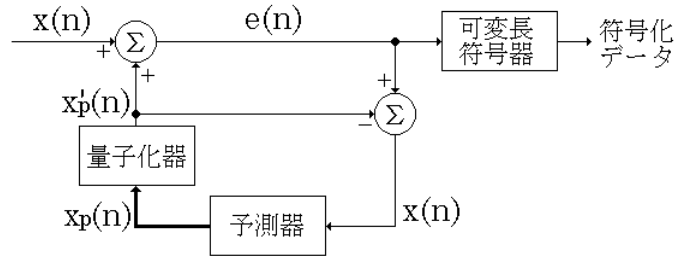 x(n)
+
Σ
+
e(n)
可変長
符号器
符号化
データ
x'p(n)
+
−
Σ
量子化器
xp(n)
予測器
x(n)